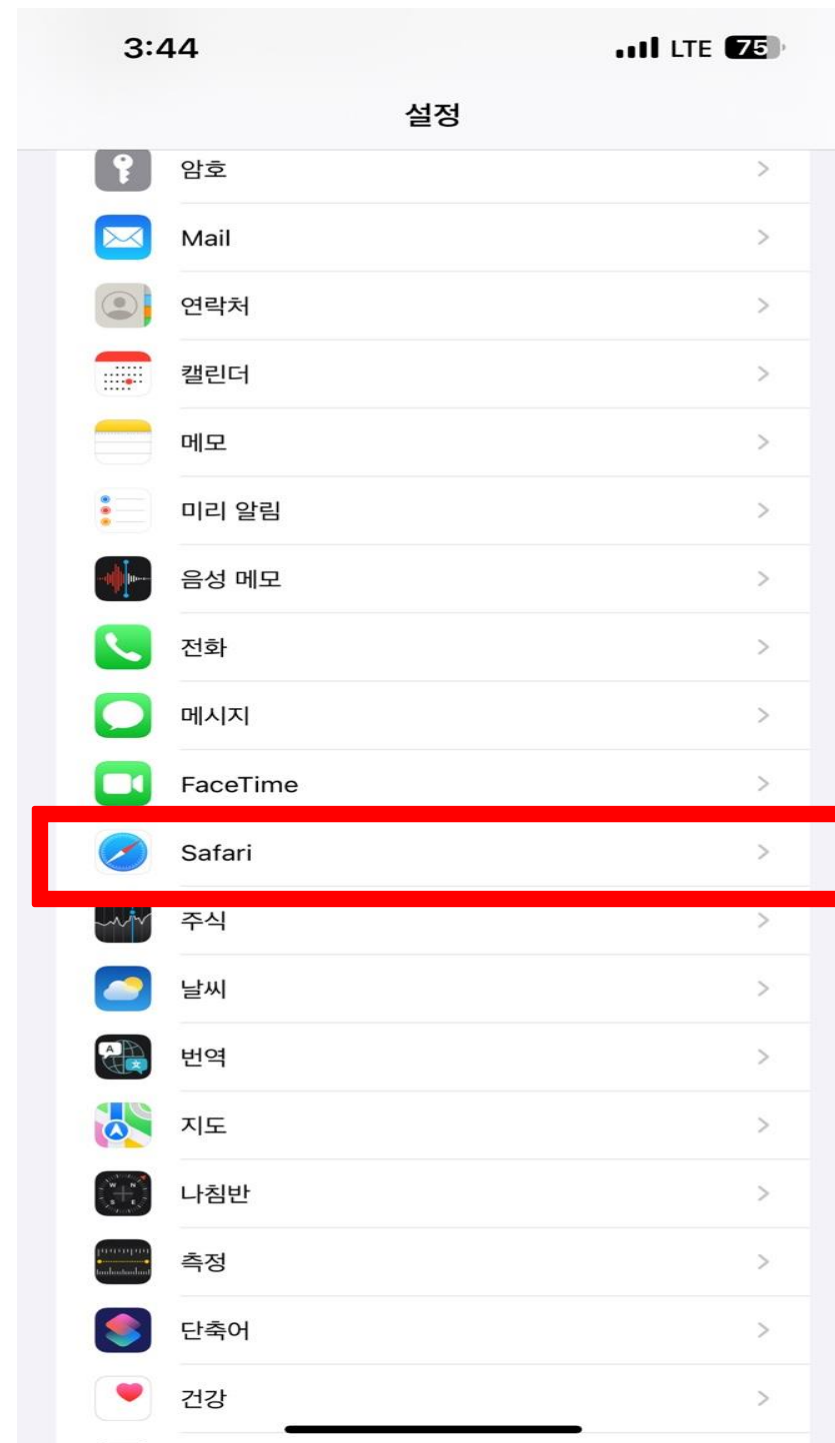 3:44 LTE 75
설정
암호
Mail
연락처
캘린더
메모
미리 알림
음성 메모
전화
메시지
FaceTime
Safari
주식
날씨
번역
지도
나침반
측정
단축어
건강